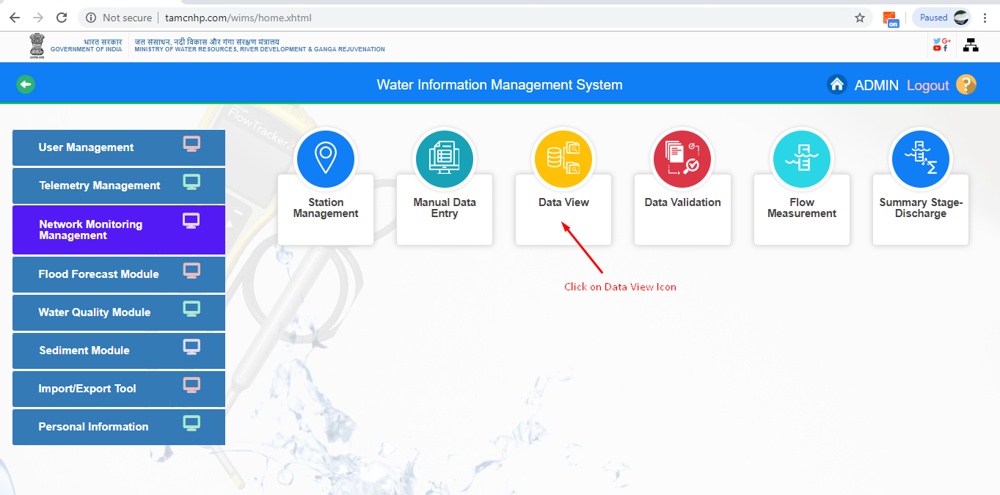 Not secure | tamcnhp.com/wims/home.xhtml
on
Paused
भारत सरकार
GOVERNMENT OF INDIA
जल संसाधन, नदी विकास और गंगा संरक्षण मंत्रालय
MINISTRY OF WATER RESOURCES, RIVER DEVELOPMENT & GANGA REJUVENATION
Water Information Management System
ADMIN
Logout
?
FlowTracker2
User Management
Telemetry Management
Network Monitoring
Management
Flood Forecast Module
Water Quality Module
Sediment Module
Import/Export Tool
Personal Information
Station
Management
Manual Data
Entry
Data View
Data Validation
Flow
Measurement
Summary Stage-
Discharge
Click on Data View Icon